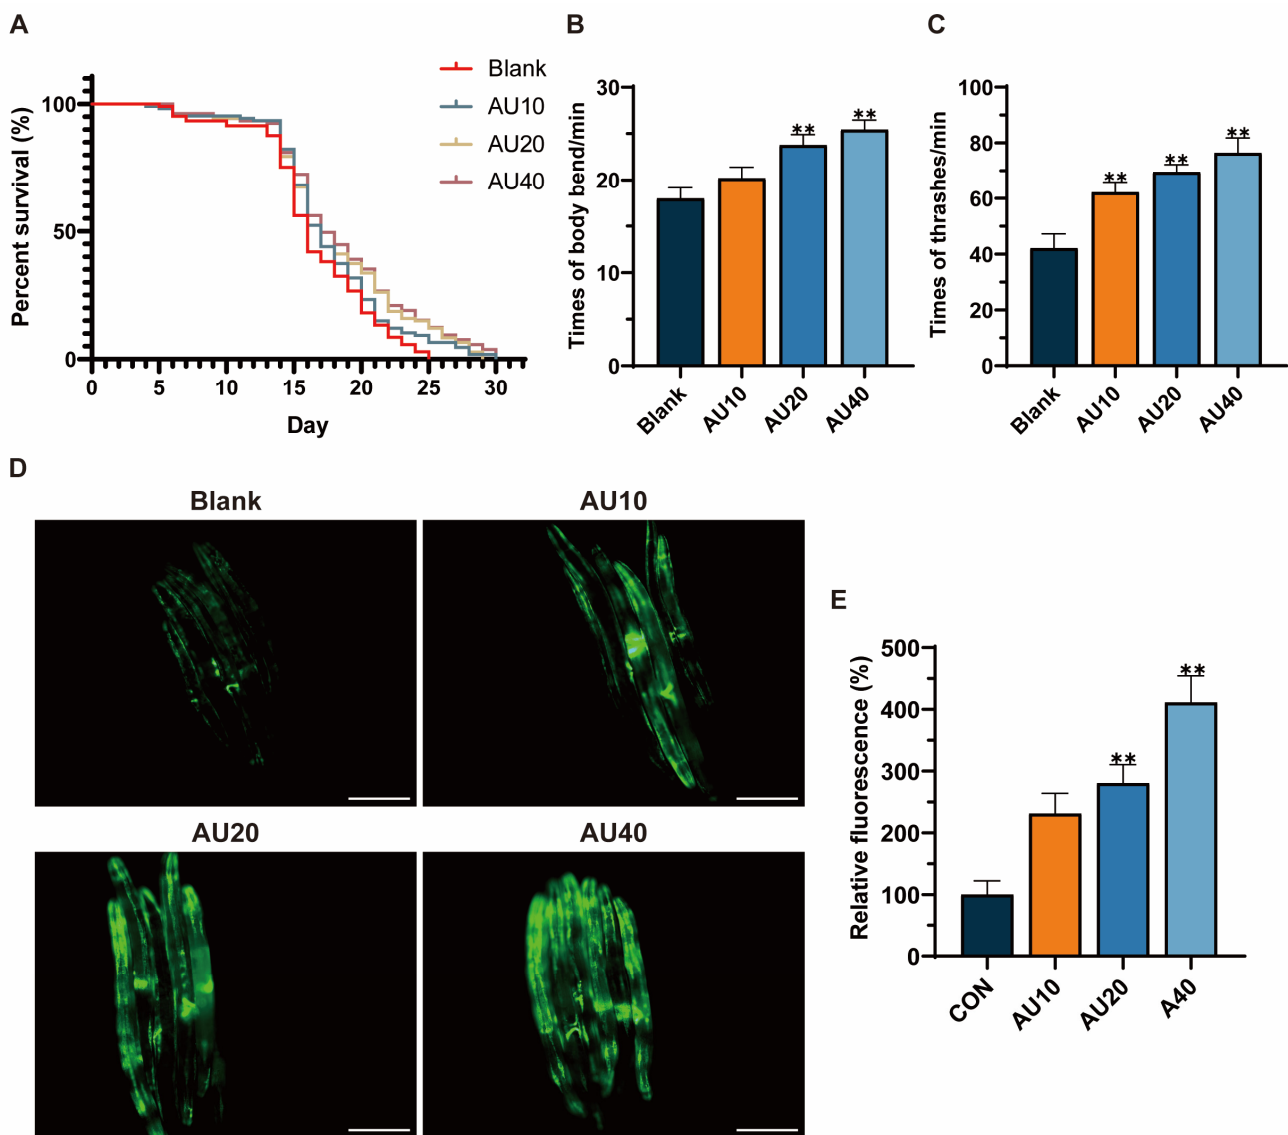 A
Percent survival (%)
100
50
0
0 5 10 15 20 25 30
Day
Blank
AU10
AU20
AU40
B
Times of body bend/min
30
20
10
0
** **
Blank AU10 AU20 AU40
C
Times of thrashes/min
100
80
60
40
20
0
** ** **
Blank AU10 AU20 AU40
D
Blank AU10
AU20 AU40
E
Relative fluorescence (%)
500
400
300
200
100
0
** **
CON AU10 AU20 A40